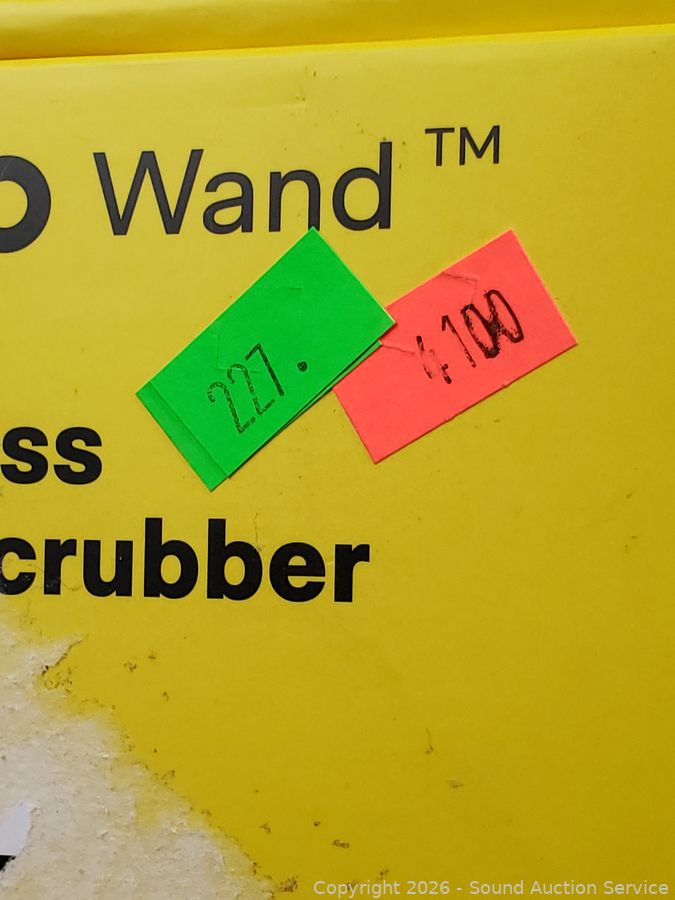 o Wand™
227.
4100
ss
crubber
Copyright 2026 - Sound Auction Service